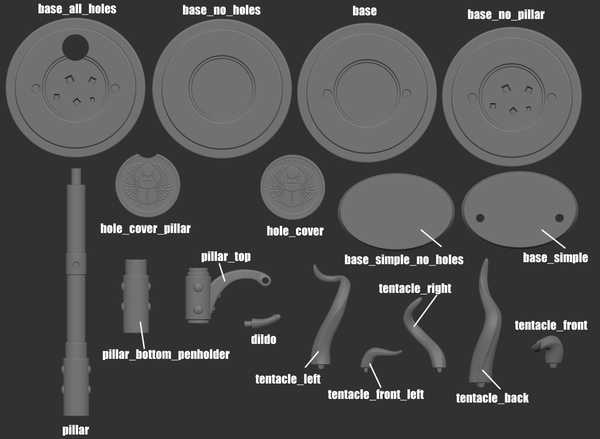 base_all_holes
base_no_holes
base
base_no_pillar
hole_cover_pillar
hole_cover
base_simple_no_holes
base_simple
pillar_top
tentacle_right
tentacle_front
dildo
pillar_bottom_penholder
tentacle_left
tentacle_front_left
tentacle_back
pillar